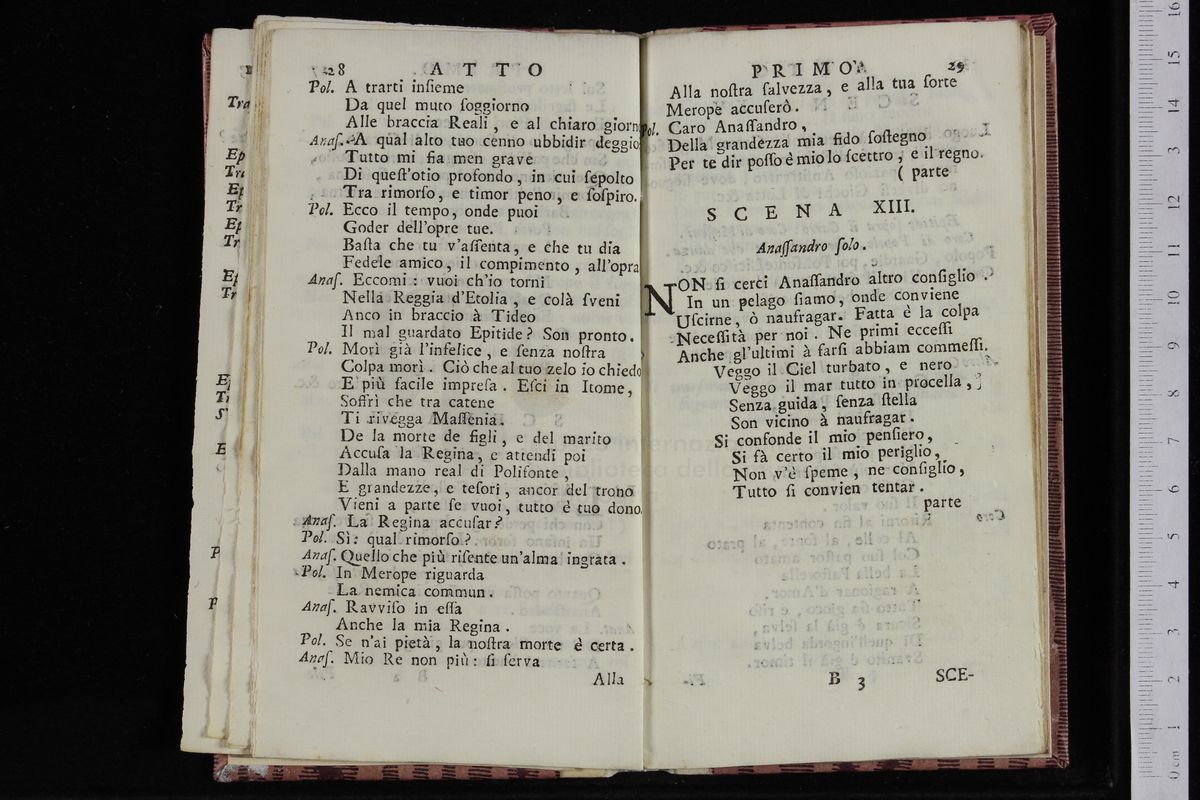 28 ATTO
Pol. A trarti inſieme
Da quel muto ſoggiorno
Alle braccia Reali, e al chiaro giorn
Anaſ. A qual alto tuo cenno ubbidir deggio
Tutto mi fia men grave
Di queſt'otio profondo, in cui ſepolto
Tra rimorſo, e timor peno, e ſoſpiro.
Pol. Ecco il tempo, onde puoi
Goder dell'opre tue.
Baſta che tu v'aſſenta, e che tu dia
Fedele amico, il compimento, all'opra
Anaſ. Eccomi: vuoi ch'io torni
Nella Reggia d'Etolia, e colà ſveni
Anco in braccio à Tideo
Il mal guardato Epitide? Son pronto.
Pol. Morì già l'infelice, e ſenza noſtra
Colpa morì. Ciò che al tuo zelo io chiedo
E' più facile impreſa. Eſci in Itome,
Soffrì che tra catene
Ti rivegga Maſſenia.
De la morte de figli, e del marito
Accuſa la Regina, e attendi poi
Dalla mano real di Polifonte,
E grandezze, e teſori, ancor del trono
Vieni a parte ſe vuoi, tutto è tuo dono.
Anaſ. La Regina accuſar?
Pol. Sì: qual rimorſo?
Anaſ. Quello che più riſente un'alma ingrata.
Pol. In Merope riguarda
La nemica commun.
Anaſ. Ravviſo in eſſa
Anche la mia Regina.
Pol. Se n'ai pietà, la noſtra morte è certa.
Anaſ. Mio Re non più: ſi ſerva
Alla
PRIMO. 29
Alla noſtra ſalvezza, e alla tua ſorte
Merope accuſerò.
Pol. Caro Anaſſandro,
Della grandezza mia fido ſoſtegno
Per te dir poſſo è mio lo ſcettro, e il regno.
( parte
SCENA XIII.
Anaſſandro ſolo.
NON ſi cerci Anaſſandro altro conſiglio.
In un pelago ſiamo, onde conviene
Uſcirne, ò naufragar. Fatta è la colpa
Neceſſità per noi. Ne primi ecceſſi
Anche gl'ultimi à farſi abbiam commeſſi.
Veggo il Ciel turbato, e nero
Veggo il mar tutto in procella,
Senza guida, ſenza ſtella
Son vicino à naufragar.
Si confonde il mio penſiero,
Si fà certo il mio periglio,
Non v'è ſpeme, ne conſiglio,
Tutto ſi convien tentar.
parte
B 3 SCE-